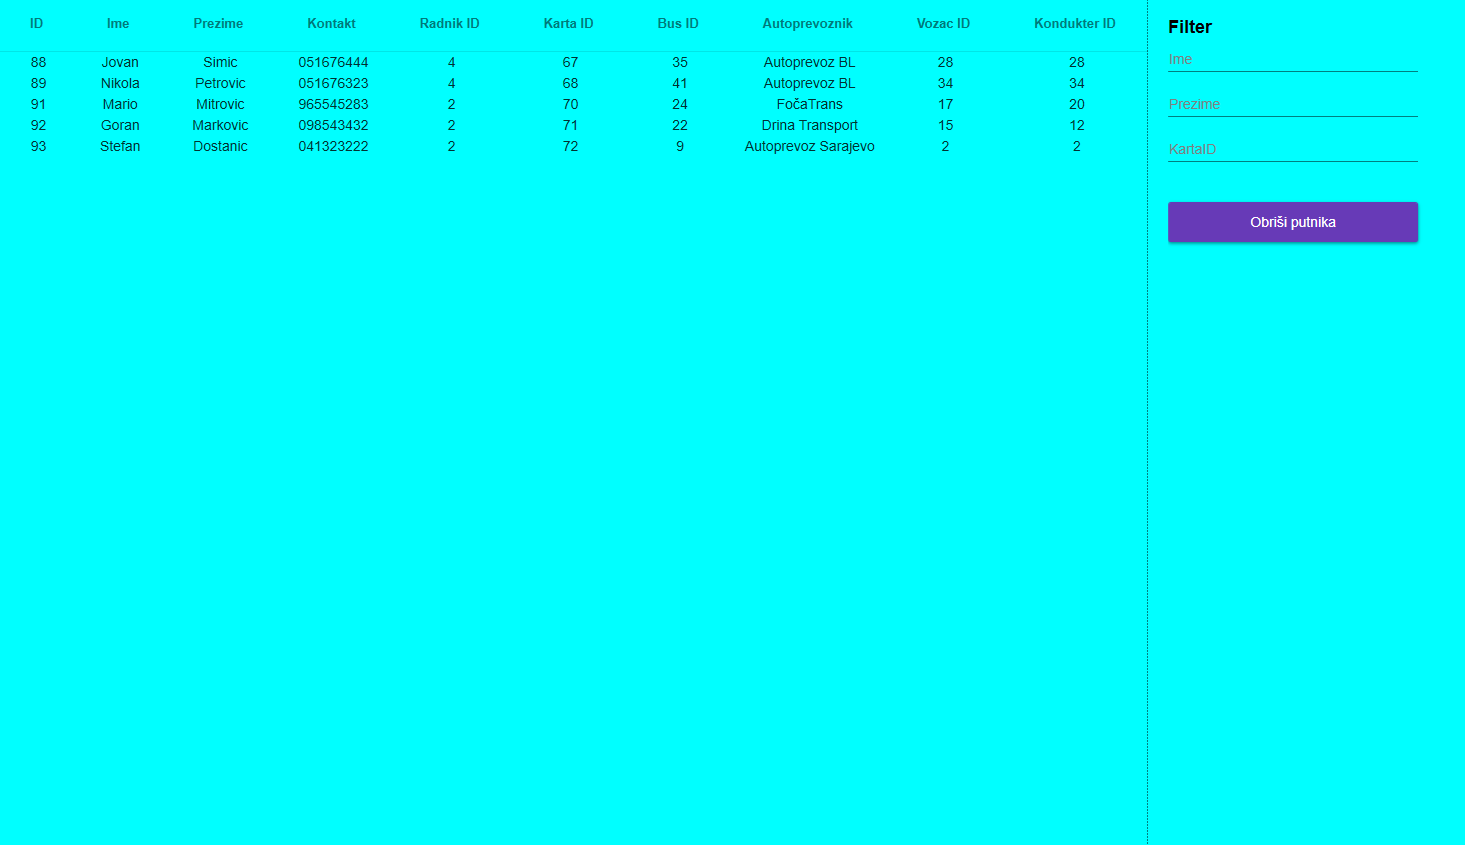 ID Ime Prezime Kontakt Radnik ID Karta ID Bus ID Autoprevoznik Vozac ID Kondukter ID
88 Jovan Simic 051676444 4 67 35 Autoprevoz BL 28 28
89 Nikola Petrovic 051676323 4 68 41 Autoprevoz BL 34 34
91 Mario Mitrovic 965545283 2 70 24 FočaTrans 17 20
92 Goran Markovic 098543432 2 71 22 Drina Transport 15 12
93 Stefan Dostanic 041323222 2 72 9 Autoprevoz Sarajevo 2 2
Filter
Ime
Prezime
KartaID
Obriši putnika